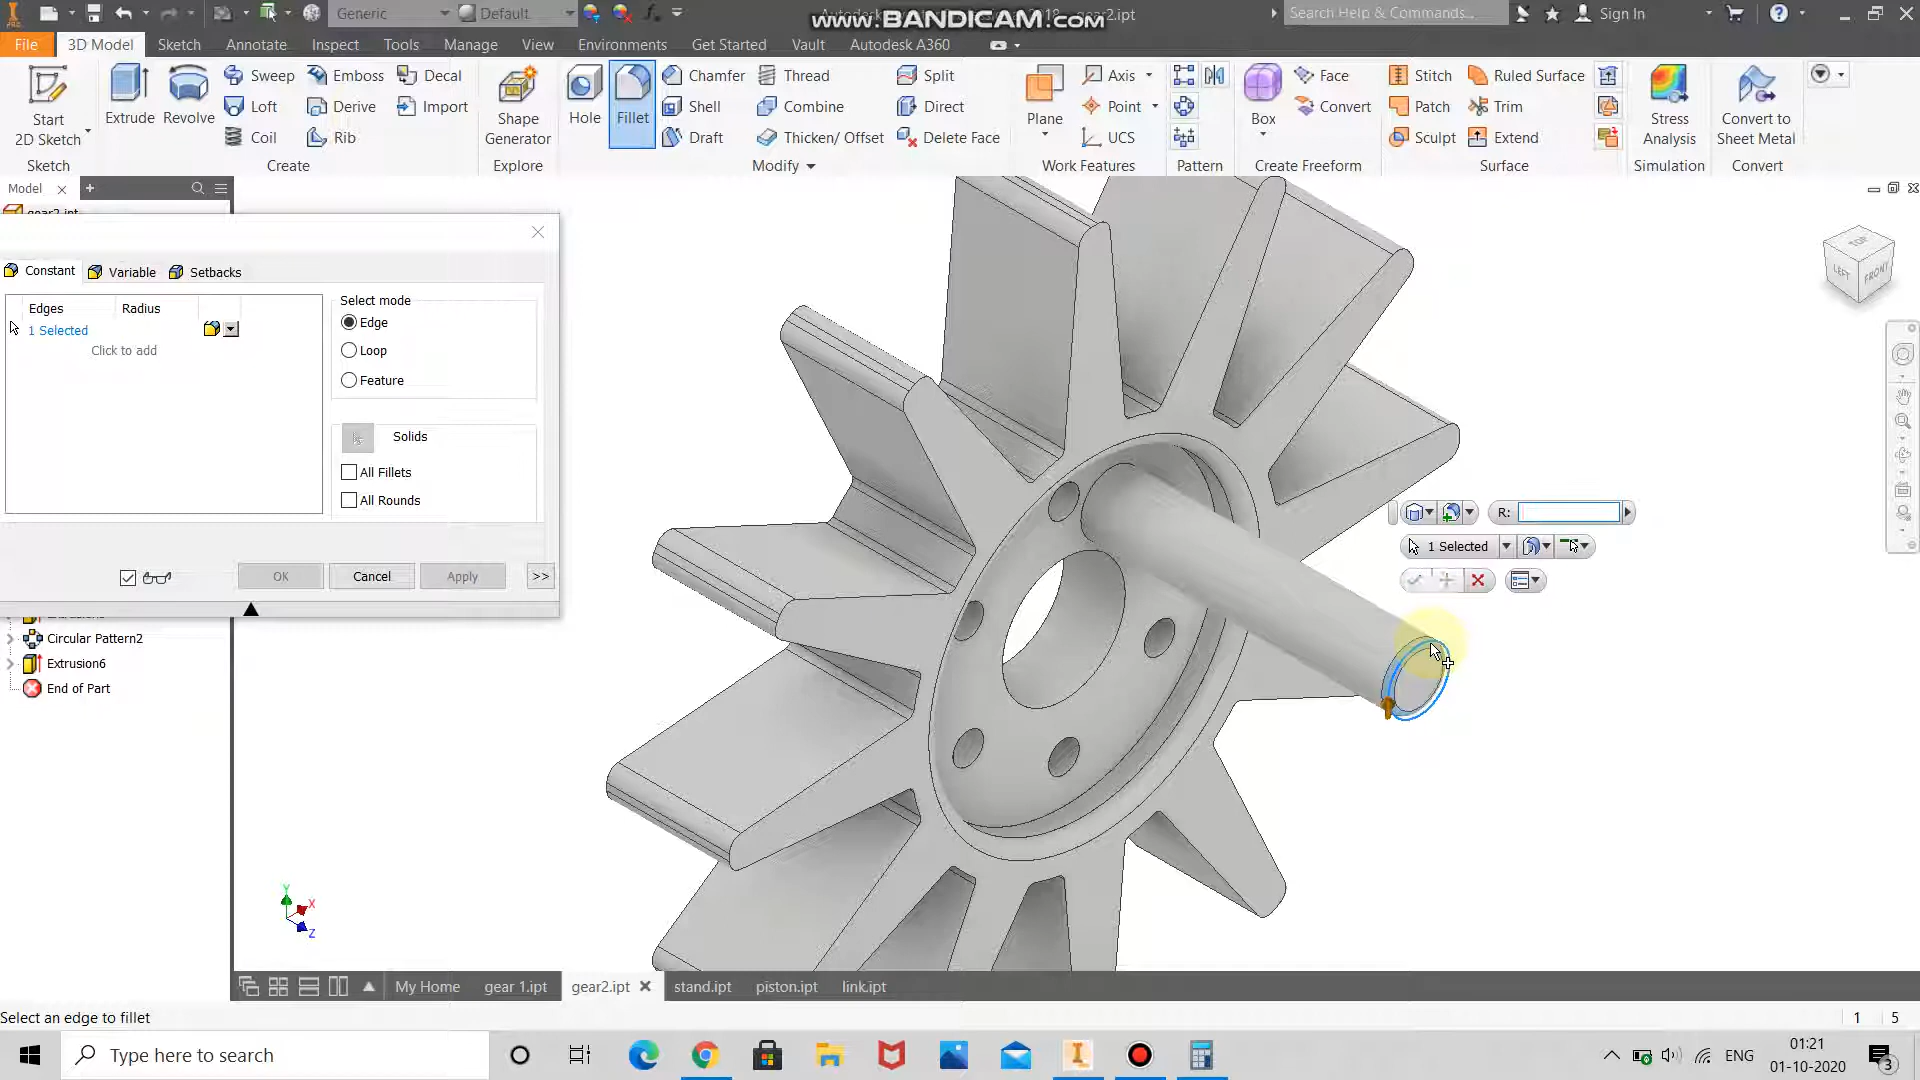 Generic
Default
www.BANDICAM.com
gear2.ipt
Search Help & Commands...
Sign In
File
3D Model
Sketch
Annotate
Inspect
Tools
Manage
View
Environments
Get Started
Vault
Autodesk A360
Start
2D Sketch
Extrude
Revolve
Sweep
Loft
Coil
Emboss
Derive
Rib
Decal
Import
Shape
Generator
Hole
Fillet
Chamfer
Shell
Draft
Thread
Combine
Thicken/ Offset
Split
Direct
Delete Face
Plane
Axis
Point
UCS
Box
Face
Convert
Stitch
Patch
Sculpt
Ruled Surface
Trim
Extend
Stress
Analysis
Convert to
Sheet Metal
Sketch
Create
Explore
Modify
Work Features
Pattern
Create Freeform
Surface
Simulation
Convert
Model
gear2.ipt
Constant
Variable
Setbacks
Edges
Radius
1 Selected
Click to add
Select mode
Edge
Loop
Feature
Solids
All Fillets
All Rounds
OK
Cancel
Apply
>>
Circular Pattern2
Extrusion6
End of Part
R:
1 Selected
TOP
LEFT
FRONT
Y
X
Z
My Home
gear 1.ipt
gear2.ipt
stand.ipt
piston.ipt
link.ipt
Select an edge to fillet
1
5
Type here to search
ENG
01:21
01-10-2020
3